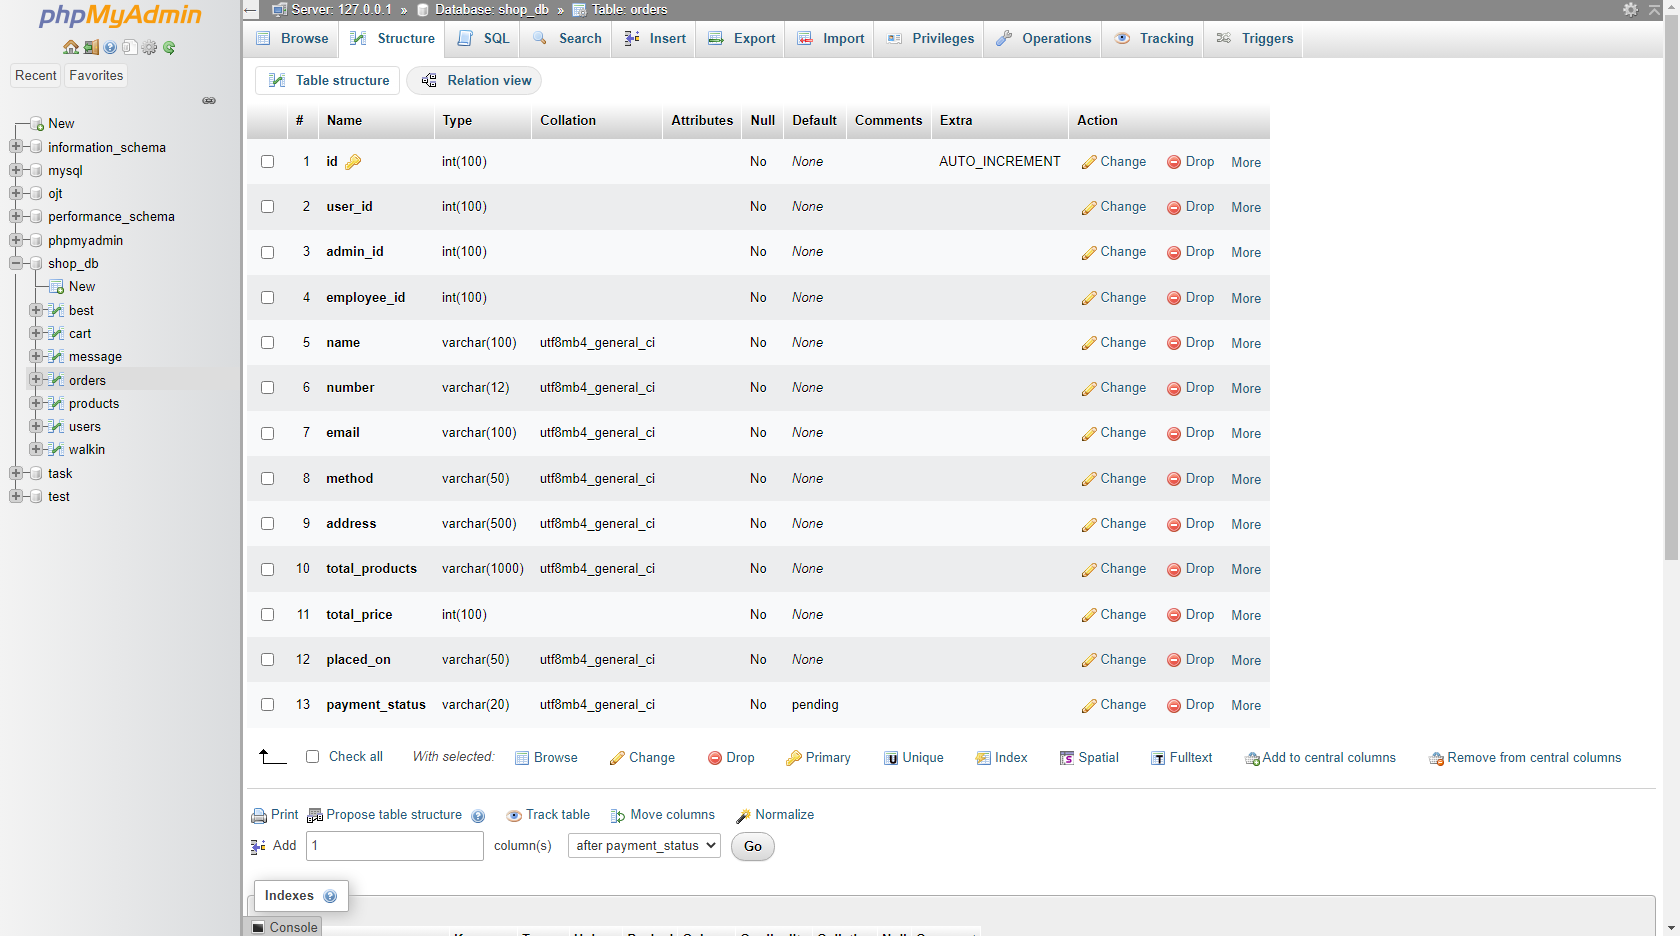 phpMyAdmin
Recent Favorites
New
information_schema
mysql
ojt
performance_schema
phpmyadmin
shop_db
New
best
cart
message
orders
products
users
walkin
task
test
Server: 127.0.0.1 » Database: shop_db » Table: orders
Browse Structure SQL Search Insert Export Import Privileges Operations Tracking Triggers
Table structure Relation view
# Name Type Collation Attributes Null Default Comments Extra Action
1 id int(100) No None AUTO_INCREMENT Change Drop More
2 user_id int(100) No None Change Drop More
3 admin_id int(100) No None Change Drop More
4 employee_id int(100) No None Change Drop More
5 name varchar(100) utf8mb4_general_ci No None Change Drop More
6 number varchar(12) utf8mb4_general_ci No None Change Drop More
7 email varchar(100) utf8mb4_general_ci No None Change Drop More
8 method varchar(50) utf8mb4_general_ci No None Change Drop More
9 address varchar(500) utf8mb4_general_ci No None Change Drop More
10 total_products varchar(1000) utf8mb4_general_ci No None Change Drop More
11 total_price int(100) No None Change Drop More
12 placed_on varchar(50) utf8mb4_general_ci No None Change Drop More
13 payment_status varchar(20) utf8mb4_general_ci No pending Change Drop More
Check all With selected: Browse Change Drop Primary Unique Index Spatial Fulltext Add to central columns Remove from central columns
Print Propose table structure Track table Move columns Normalize
Add 1 column(s) after payment_status Go
Indexes
Console